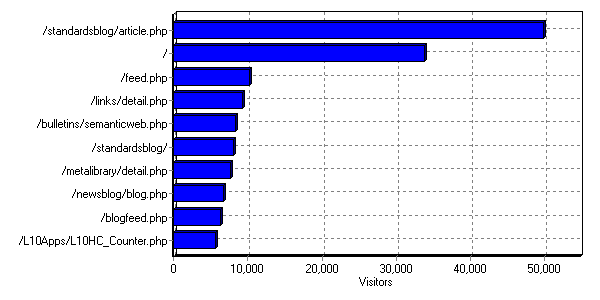 /standardsblog/article.php
/
/feed.php
/links/detail.php
/bulletins/semanticweb.php
/standardsblog/
/metalibrary/detail.php
/newsblog/blog.php
/blogfeed.php
/L10Apps/L10HC_Counter.php
0 10,000 20,000 30,000 40,000 50,000
Visitors